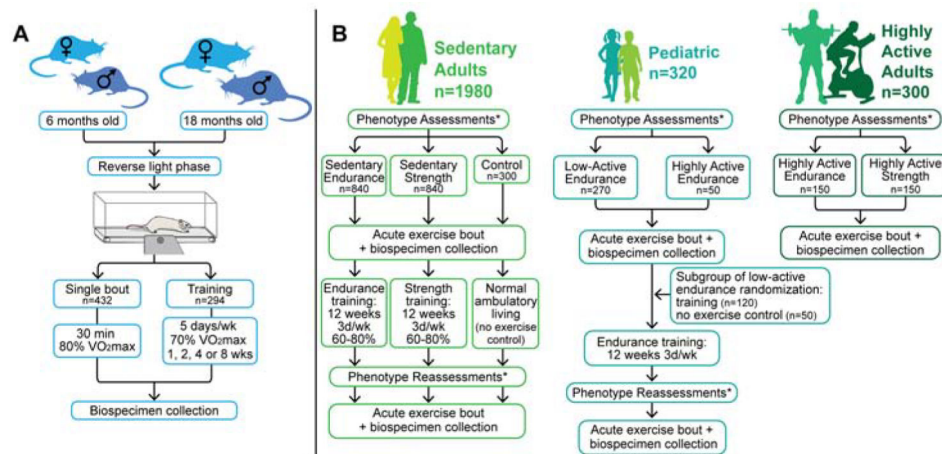 A
♀
♂
♀
♂
6 months old
18 months old
Reverse light phase
Single bout
n=432
Training
n=294
30 min
80% VO2max
5 days/wk
70% VO2max
1, 2, 4 or 8 wks
Biospecimen collection
B
Sedentary
Adults
n=1980
Phenotype Assessments*
Sedentary
Endurance
n=840
Sedentary
Strength
n=840
Control
n=300
Acute exercise bout
+ biospecimen collection
Endurance
training:
12 weeks
3d/wk
60-80%
Strength
training:
12 weeks
3d/wk
60-80%
Normal
ambulatory
living
(no exercise
control)
Phenotype Reassessments*
Acute exercise bout
+ biospecimen collection
Pediatric
n=320
Phenotype Assessments*
Low-Active
Endurance
n=270
Highly Active
Endurance
n=50
Acute exercise bout +
biospecimen collection
Subgroup of low-active
endurance randomization:
training (n=120)
no exercise control (n=50)
Endurance training:
12 weeks 3d/wk
Phenotype Reassessments*
Acute exercise bout +
biospecimen collection
Highly
Active
Adults
n=300
Phenotype Assessments*
Highly Active
Endurance
n=150
Highly Active
Strength
n=150
Acute exercise bout +
biospecimen collection